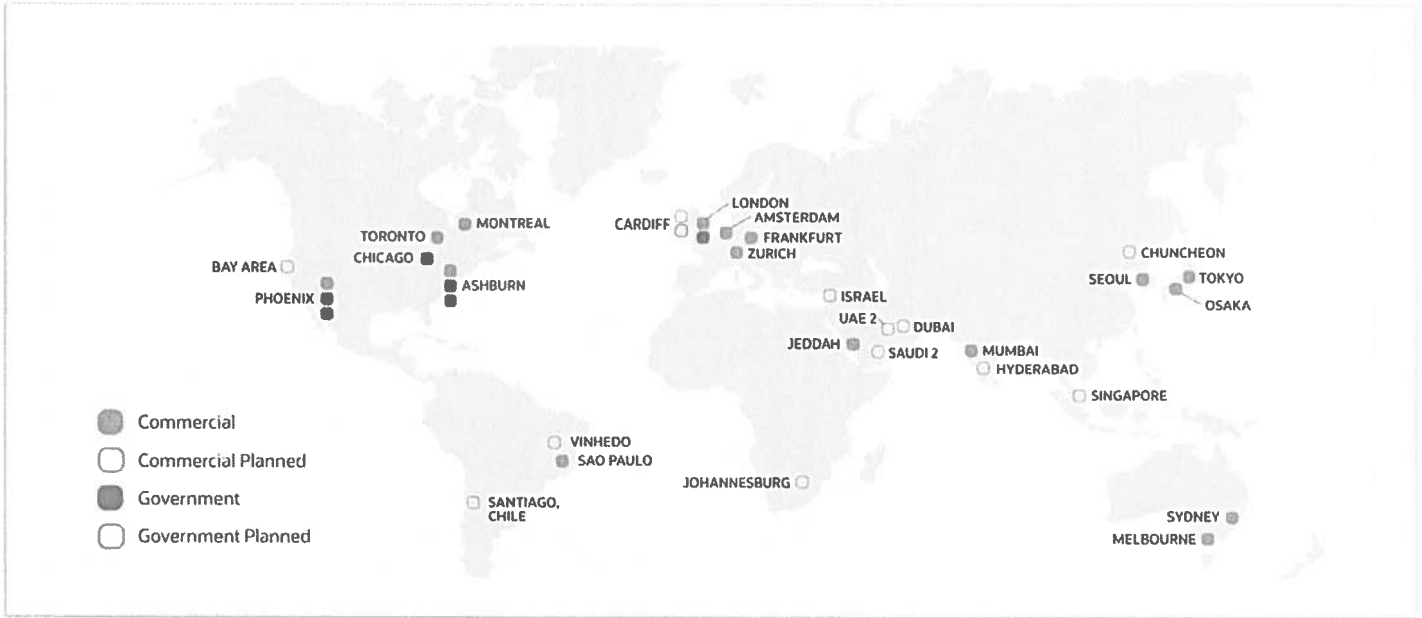 LONDON
MONTREAL
CARDIFF
AMSTERDAM
TORONTO
FRANKFURT
CHICAGO
ZURICH
CHUNCHEON
BAY AREA
SEOUL
TOKYO
PHOENIX
ASHBURN
ISRAEL
OSAKA
UAE 2
DUBAI
JEDDAH
SAUDI 2
MUMBAI
HYDERABAD
SINGAPORE
Commercial
Commercial Planned
Government
Government Planned
VINHEDO
SAO PAULO
JOHANNESBURG
SANTIAGO,
CHILE
SYDNEY
MELBOURNE